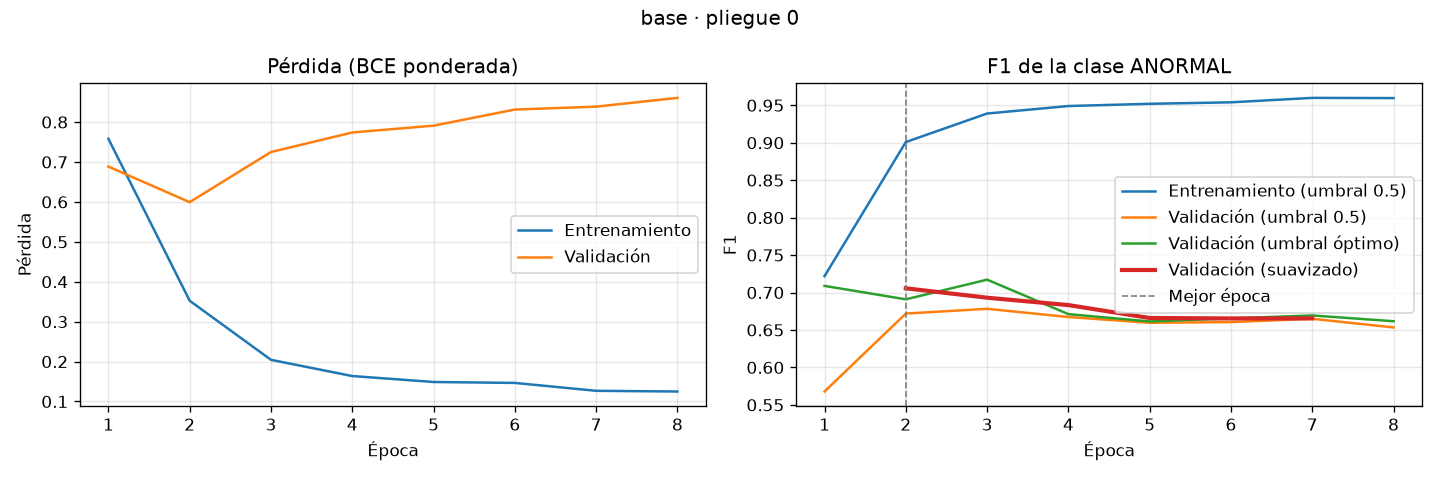 base · pliegue 0
Pérdida (BCE ponderada)
Pérdida
0.8
0.7
0.6
0.5
0.4
0.3
0.2
0.1
1 2 3 4 5 6 7 8
Época
Entrenamiento
Validación
F1 de la clase ANORMAL
F1
0.95
0.90
0.85
0.80
0.75
0.70
0.65
0.60
0.55
1 2 3 4 5 6 7 8
Época
Entrenamiento (umbral 0.5)
Validación (umbral 0.5)
Validación (umbral óptimo)
Validación (suavizado)
Mejor época